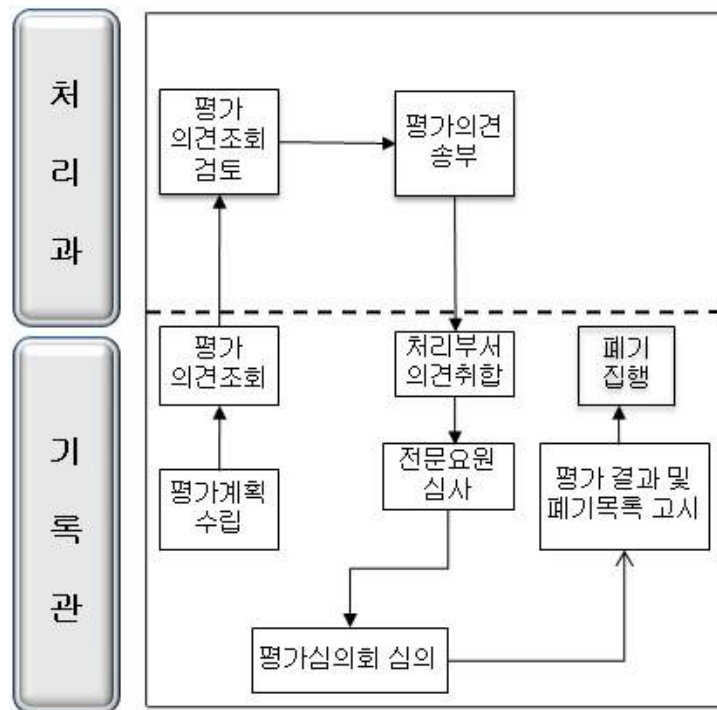 처
리
과
평가
의견조회
검토
평가의견
송부
기
록
관
평가
의견조회
처리부서
의견취합
폐기
집행
평가계획
수립
전문요원
심사
평가 결과 및
폐기목록 고시
평가심의회 심의